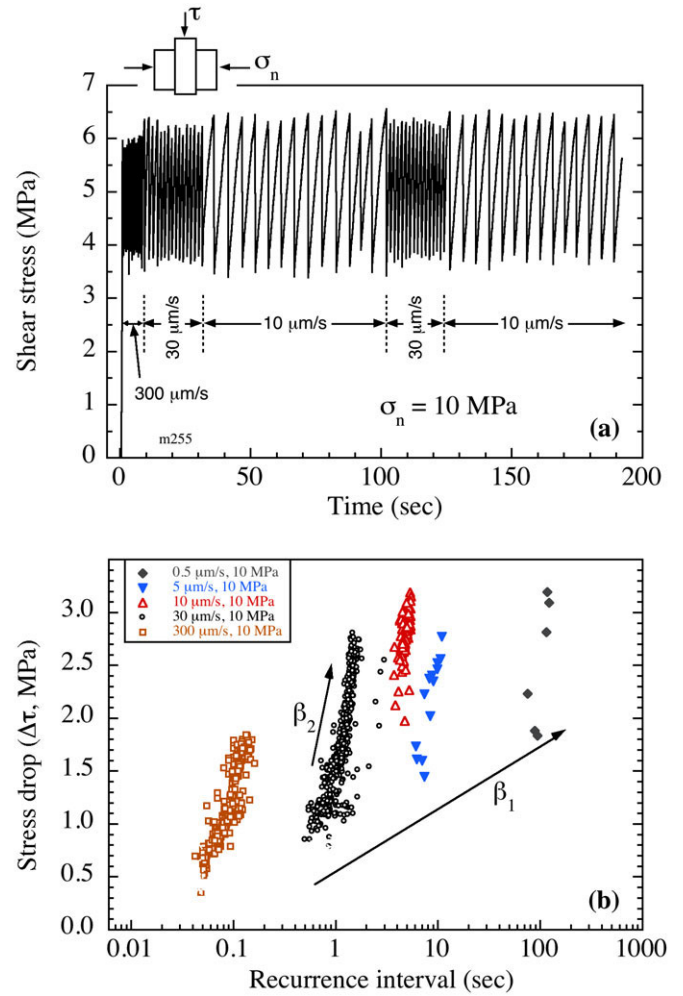 τ
σn
7
6
5
4
3
2
1
0
Shear stress (MPa)
30 μm/s
10 μm/s
30 μm/s
10 μm/s
300 μm/s
σn = 10 MPa
m255
(a)
0
50
100
150
200
Time (sec)
0.5 μm/s, 10 MPa
5 μm/s, 10 MPa
10 μm/s, 10 MPa
30 μm/s, 10 MPa
300 μm/s, 10 MPa
3.0
2.5
2.0
1.5
1.0
0.5
0.0
Stress drop (Δτ, MPa)
β2
β1
(b)
0.01
0.1
1
10
100
1000
Recurrence interval (sec)